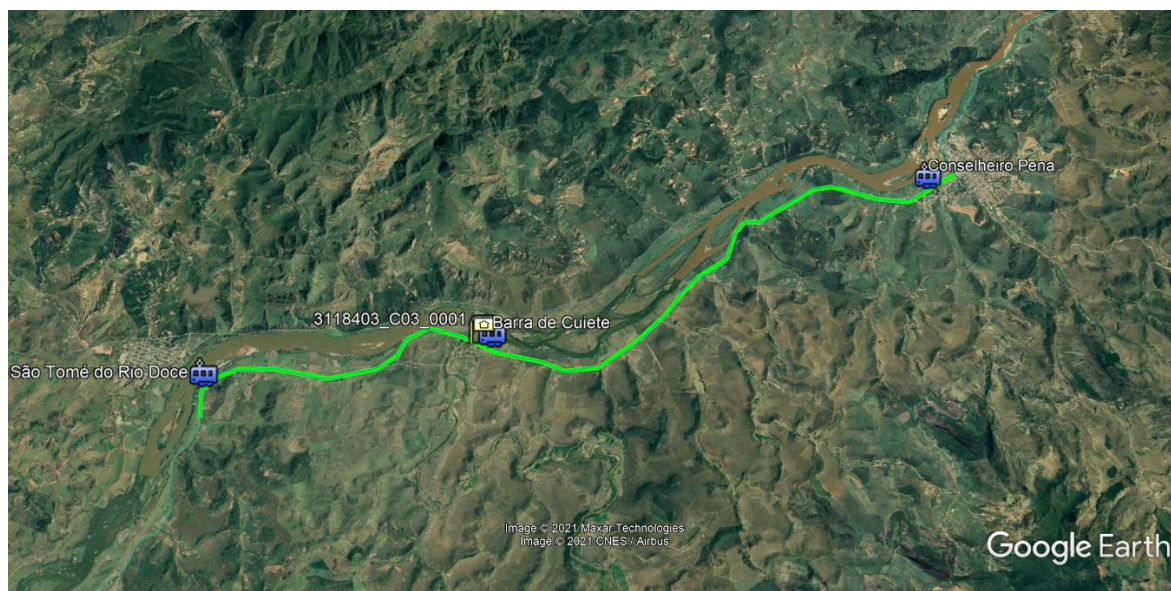 Conselheiro Pena
3118403_C03_0001
Barra de Cuiete
São Tomé do Rio Doce
Image © 2021 Maxar Technologies
Image © 2021 CNES / Airbus
Google Earth